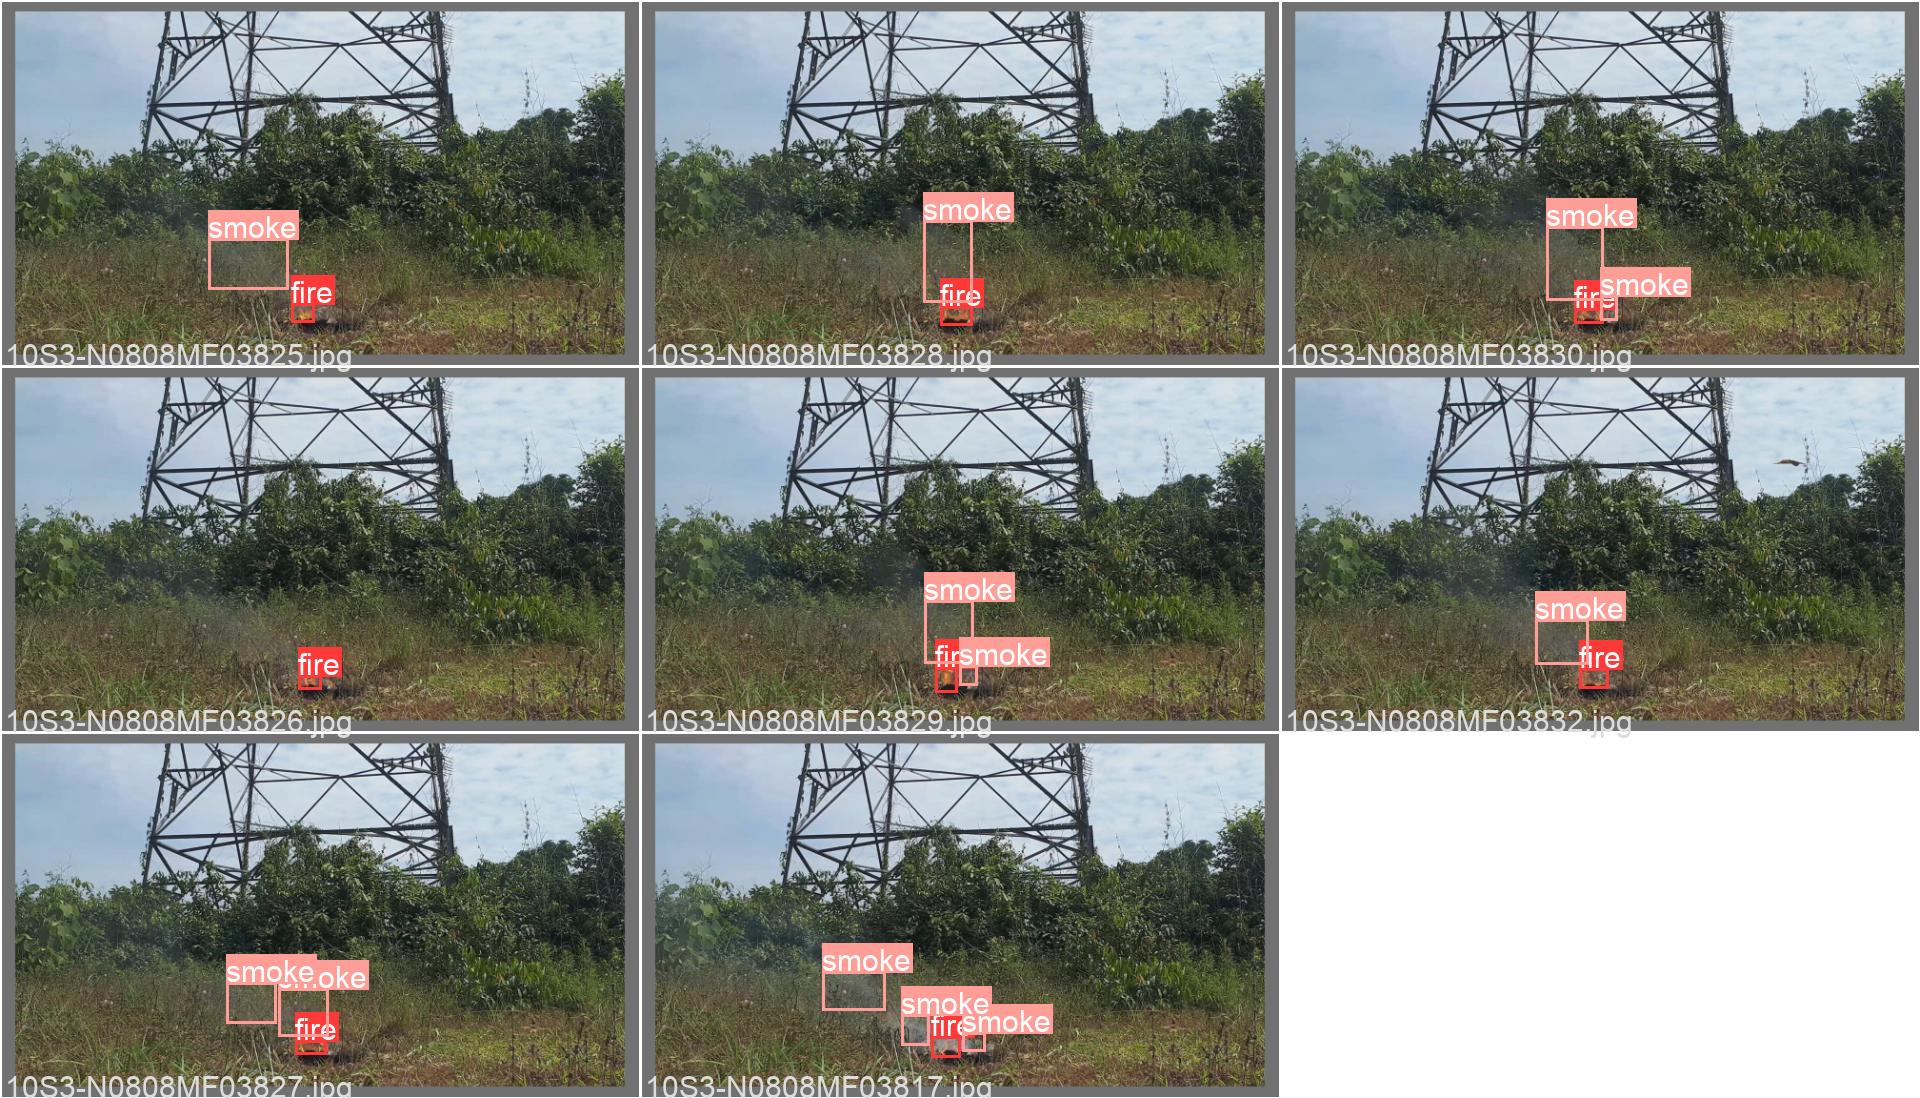 smoke
fire
10S3-N0808MF03825.jpg
smoke
fire
10S3-N0808MF03828.jpg
smoke
smoke
fire
10S3-N0808MF03830.jpg
fire
10S3-N0808MF03826.jpg
smoke
smoke
fir
10S3-N0808MF03829.jpg
smoke
fire
10S3-N0808MF03832.jpg
smoke
oke
fire
10S3-N0808MF03827.jpg
smoke
smoke
smoke
fire
10S3-N0808MF03817.jpg